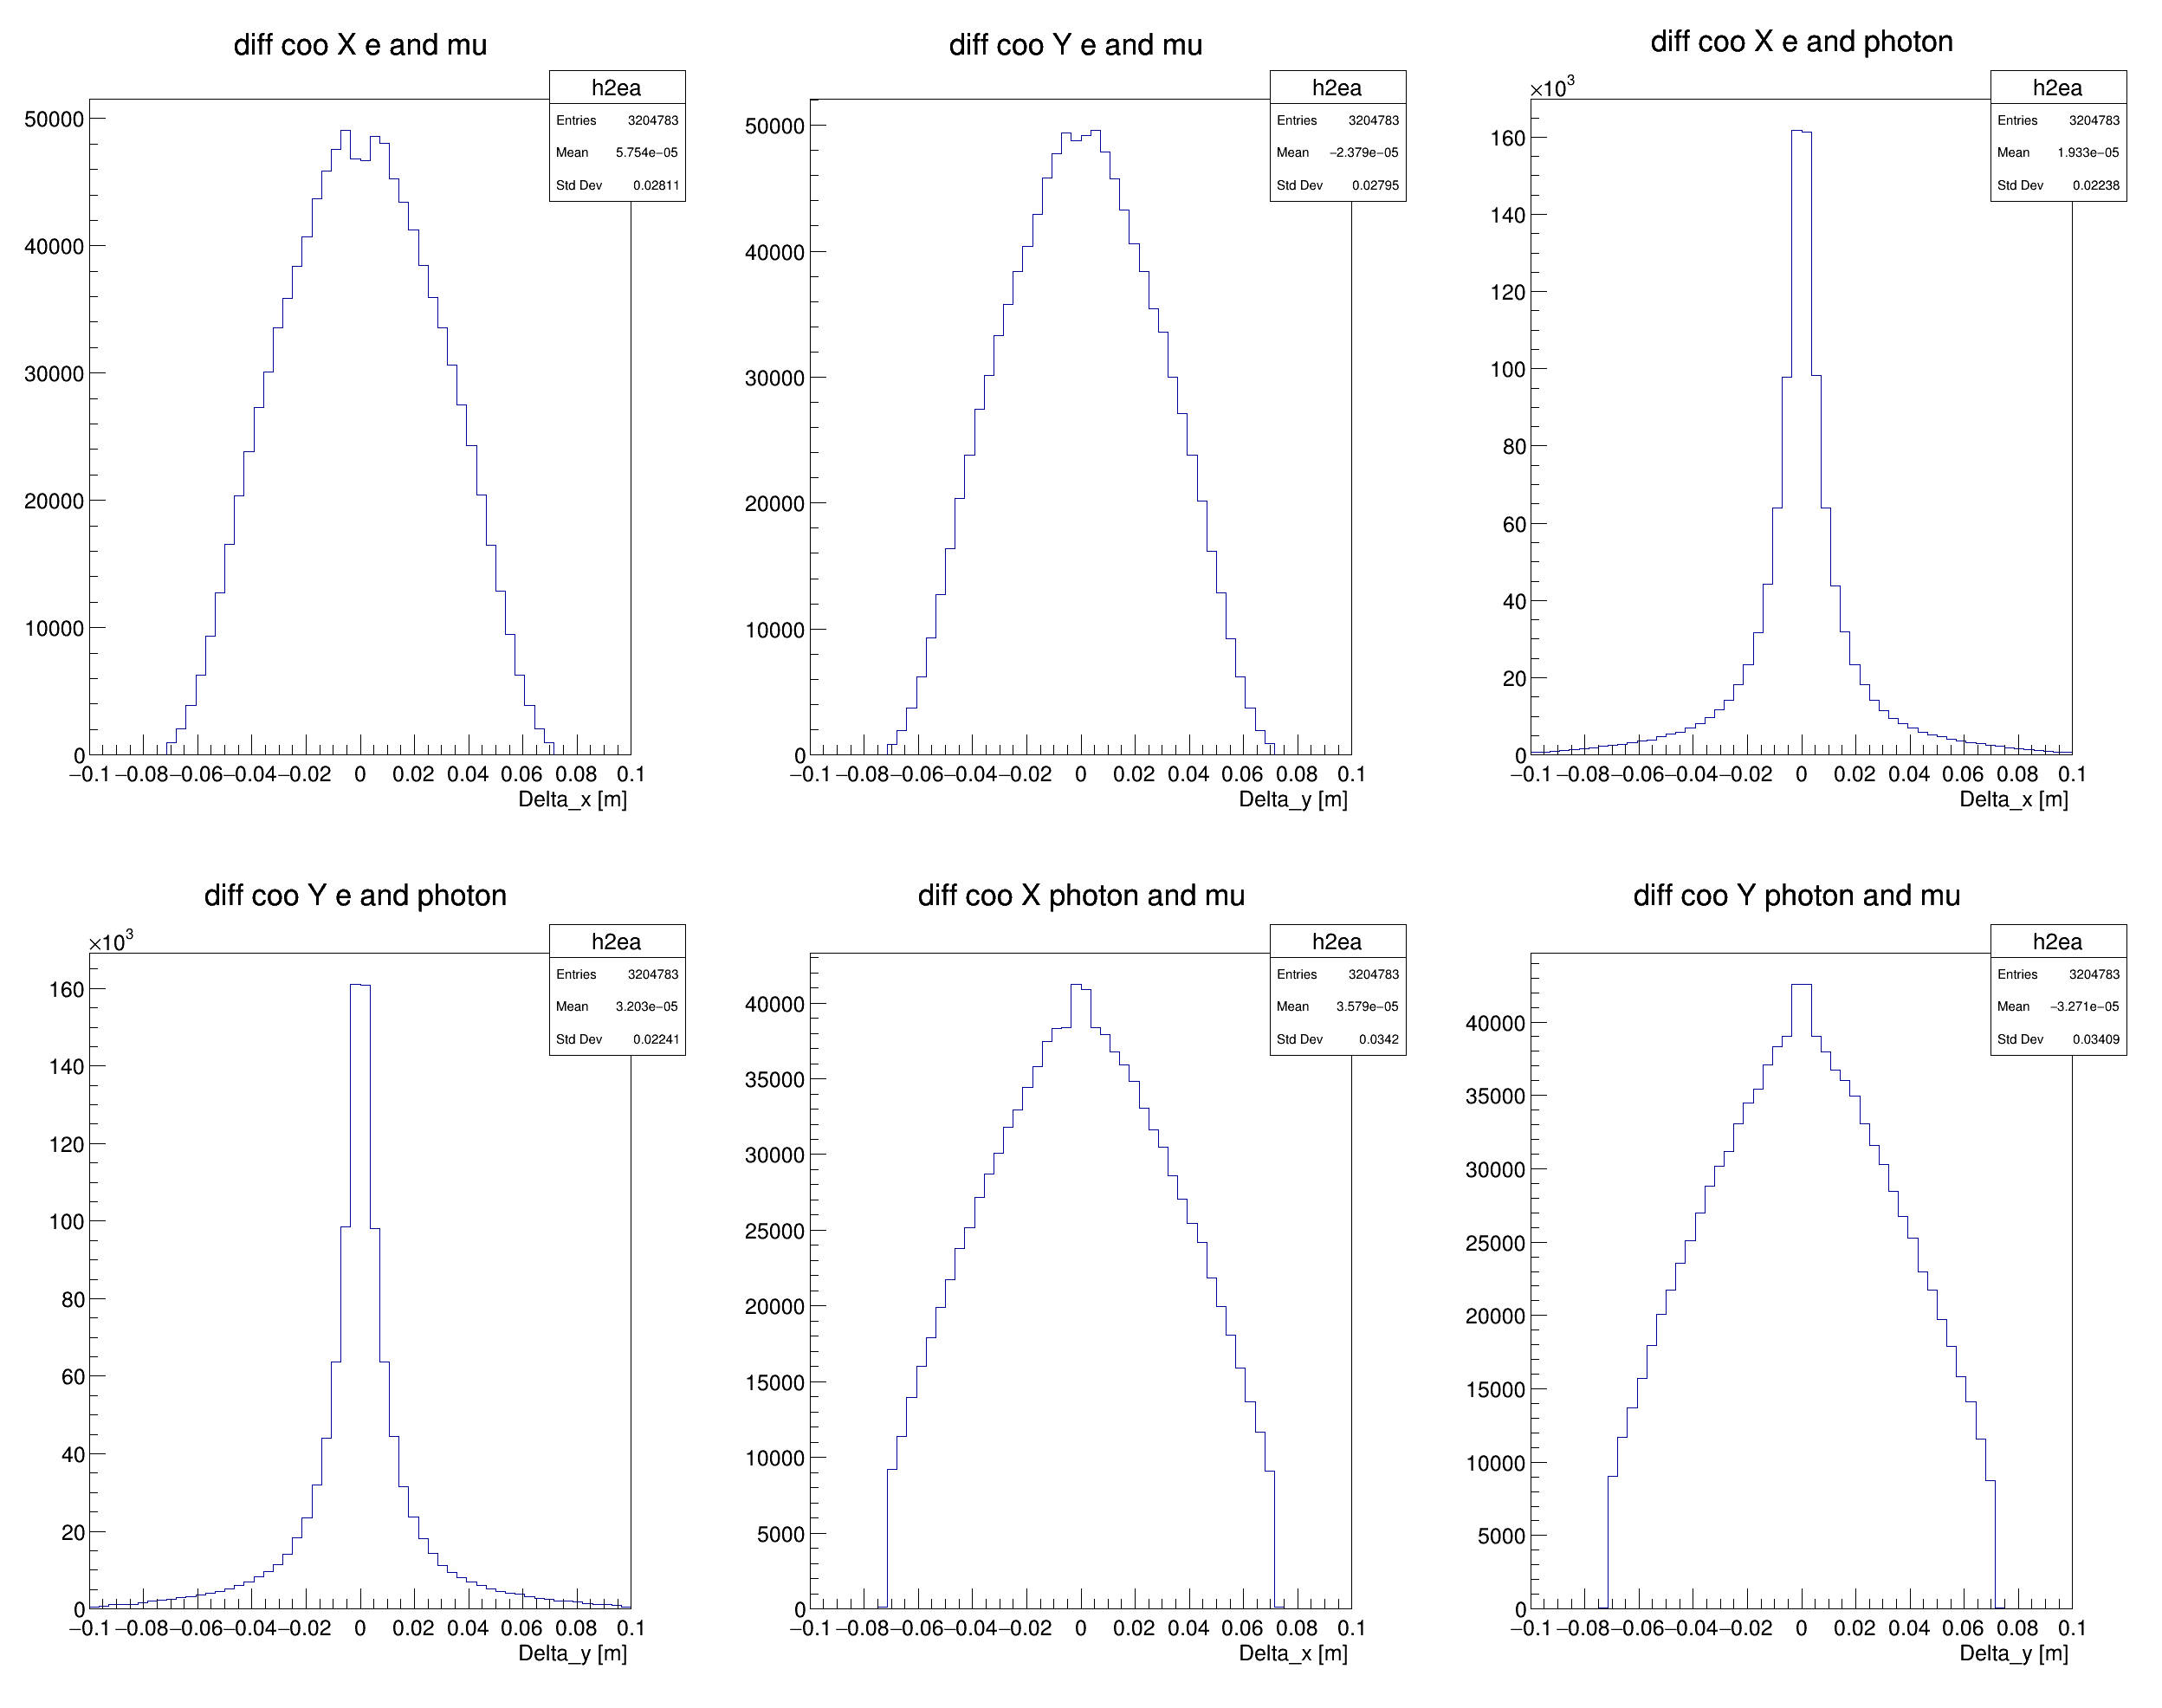 diff coo X e and mu
h2ea
Entries 3204783
Mean 5.754e−05
Std Dev 0.02811
50000
40000
30000
20000
10000
0
−0.1 −0.08 −0.06 −0.04 −0.02 0 0.02 0.04 0.06 0.08 0.1
Delta_x [m]
diff coo Y e and mu
h2ea
Entries 3204783
Mean −2.379e−05
Std Dev 0.02795
50000
40000
30000
20000
10000
0
−0.1 −0.08 −0.06 −0.04 −0.02 0 0.02 0.04 0.06 0.08 0.1
Delta_y [m]
diff coo X e and photon
×10³
h2ea
Entries 3204783
Mean 1.933e−05
Std Dev 0.02238
160
140
120
100
80
60
40
20
0
−0.1 −0.08 −0.06 −0.04 −0.02 0 0.02 0.04 0.06 0.08 0.1
Delta_x [m]
diff coo Y e and photon
×10³
h2ea
Entries 3204783
Mean 3.203e−05
Std Dev 0.02241
160
140
120
100
80
60
40
20
0
−0.1 −0.08 −0.06 −0.04 −0.02 0 0.02 0.04 0.06 0.08 0.1
Delta_y [m]
diff coo X photon and mu
h2ea
Entries 3204783
Mean 3.579e−05
Std Dev 0.0342
40000
35000
30000
25000
20000
15000
10000
5000
0
−0.1 −0.08 −0.06 −0.04 −0.02 0 0.02 0.04 0.06 0.08 0.1
Delta_x [m]
diff coo Y photon and mu
h2ea
Entries 3204783
Mean −3.271e−05
Std Dev 0.03409
40000
35000
30000
25000
20000
15000
10000
5000
0
−0.1 −0.08 −0.06 −0.04 −0.02 0 0.02 0.04 0.06 0.08 0.1
Delta_y [m]